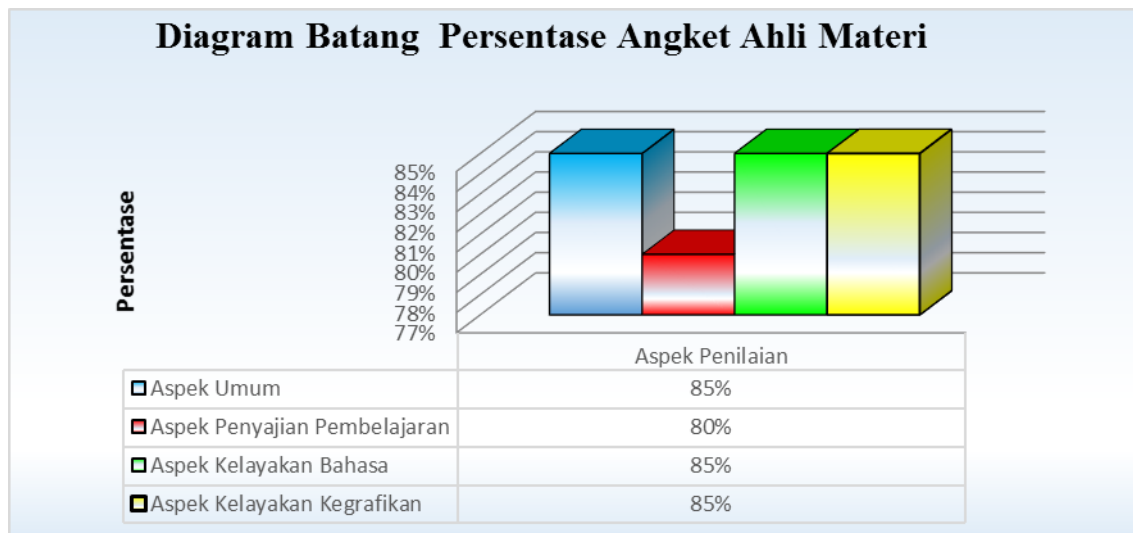 Diagram Batang Persentase Angket Ahli Materi
Persentase
85%
84%
83%
82%
81%
80%
79%
78%
77%
Aspek Penilaian
Aspek Umum 85%
Aspek Penyajian Pembelajaran 80%
Aspek Kelayakan Bahasa 85%
Aspek Kelayakan Kegrafikan 85%